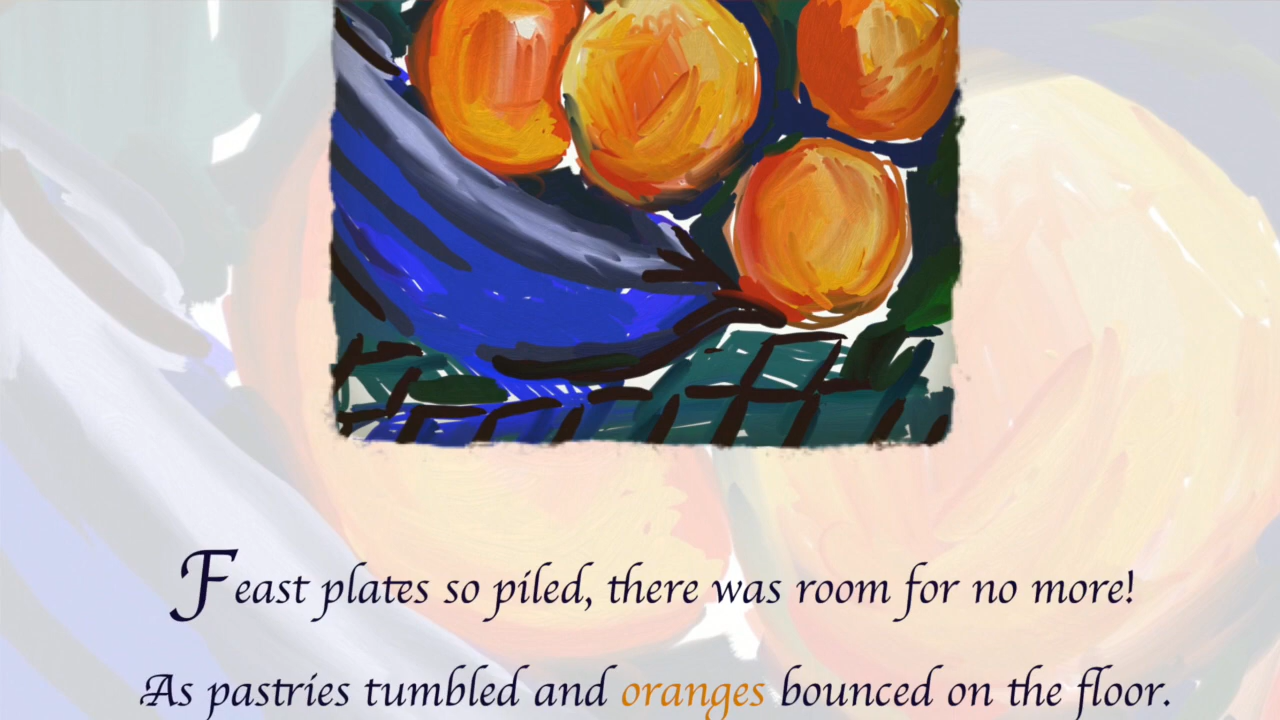 Feast plates so piled, there was room for no more!
As pastries tumbled and oranges bounced on the floor.